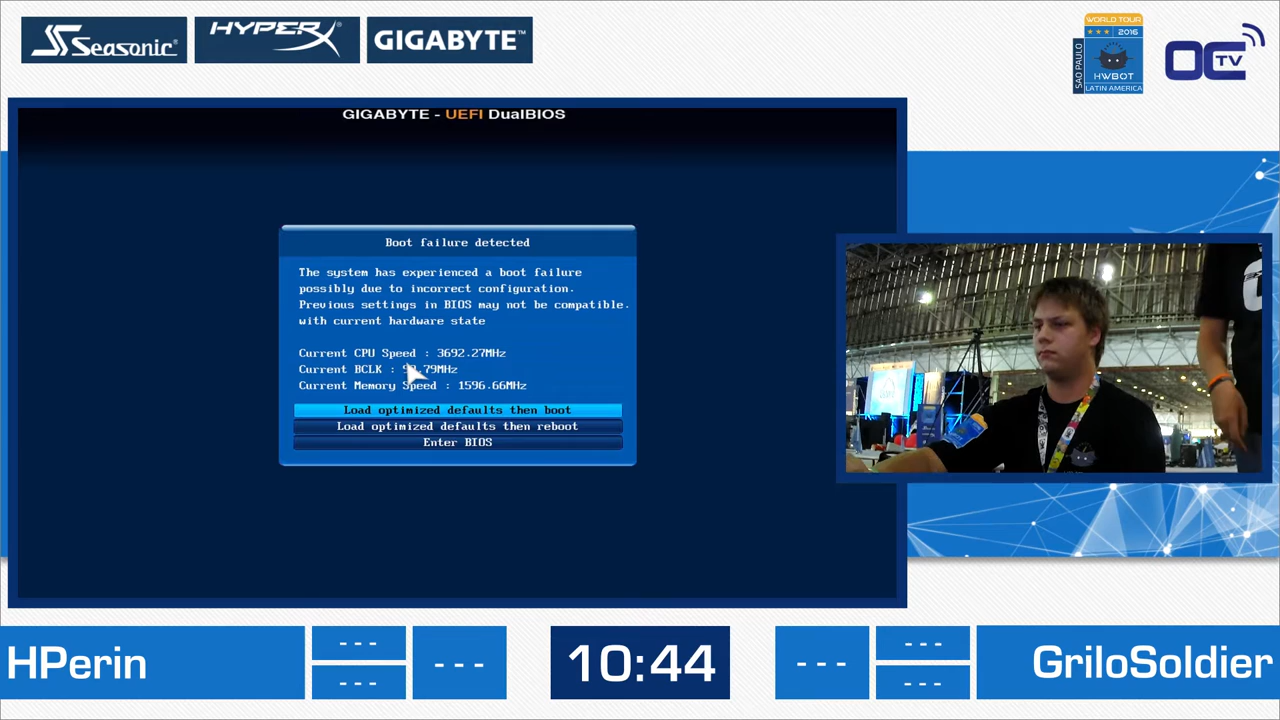 Seasonic
HYPERX
GIGABYTE™
WORLD TOUR
2016
SAO PAULO
HWBOT
LATIN AMERICA
OC
TV
GIGABYTE - UEFI DualBIOS
Boot failure detected
The system has experienced a boot failure
possibly due to incorrect configuration.
Previous settings in BIOS may not be compatible.
with current hardware state
Current CPU Speed : 3692.27MHz
Current BCLK : .79MHz
Current Memory Speed : 1596.66MHz
Load optimized defaults then boot
Load optimized defaults then reboot
Enter BIOS
HPerin
---
---
---
10:44
---
---
---
GriloSoldier